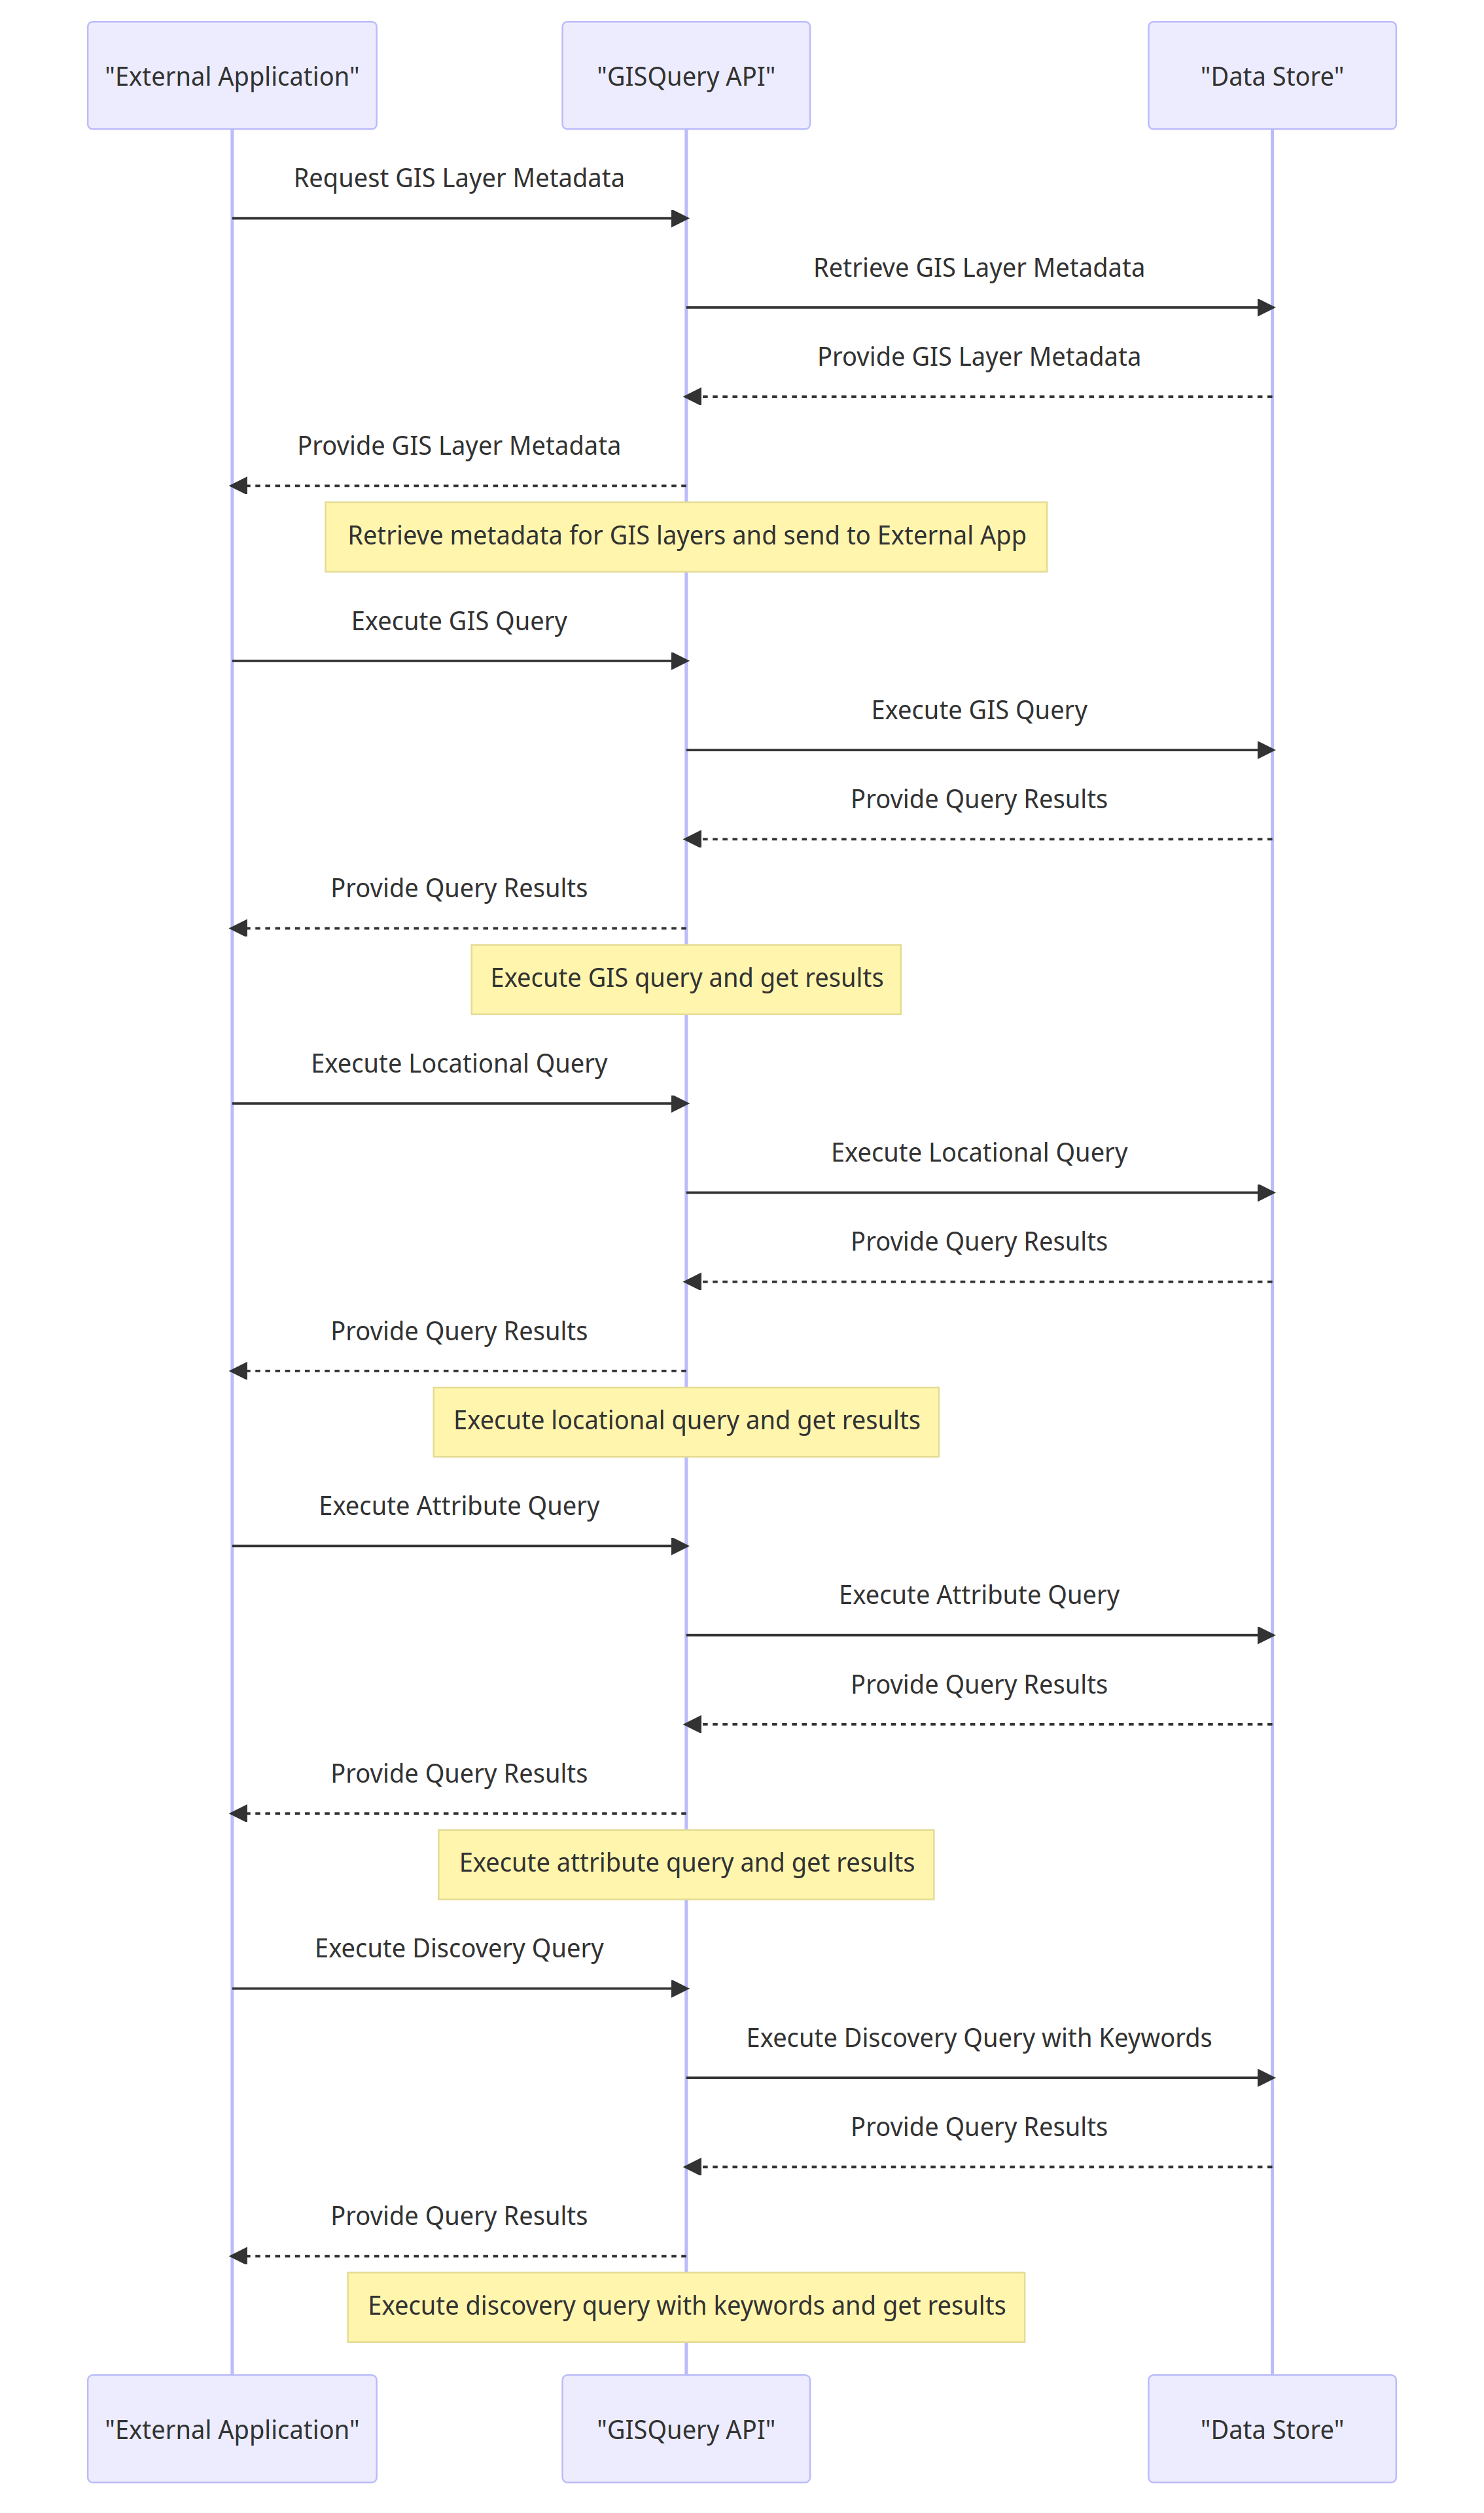 "External Application"
"GISQuery API"
"Data Store"
Request GIS Layer Metadata
Retrieve GIS Layer Metadata
Provide GIS Layer Metadata
Provide GIS Layer Metadata
Retrieve metadata for GIS layers and send to External App
Execute GIS Query
Execute GIS Query
Provide Query Results
Provide Query Results
Execute GIS query and get results
Execute Locational Query
Execute Locational Query
Provide Query Results
Provide Query Results
Execute locational query and get results
Execute Attribute Query
Execute Attribute Query
Provide Query Results
Provide Query Results
Execute attribute query and get results
Execute Discovery Query
Execute Discovery Query with Keywords
Provide Query Results
Provide Query Results
Execute discovery query with keywords and get results
"External Application"
"GISQuery API"
"Data Store"